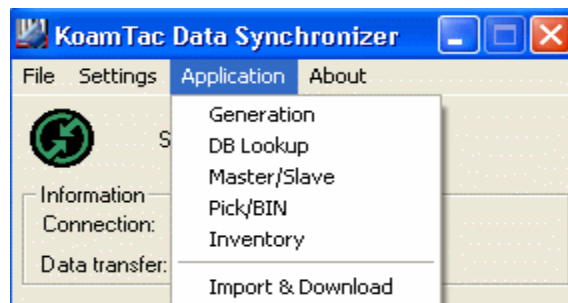 KoamTac Data Synchronizer
File Settings Application About
Generation
S
DB Lookup
Master/Slave
Information
Pick/BIN
Connection:
Inventory
Data transfer:
Import & Download